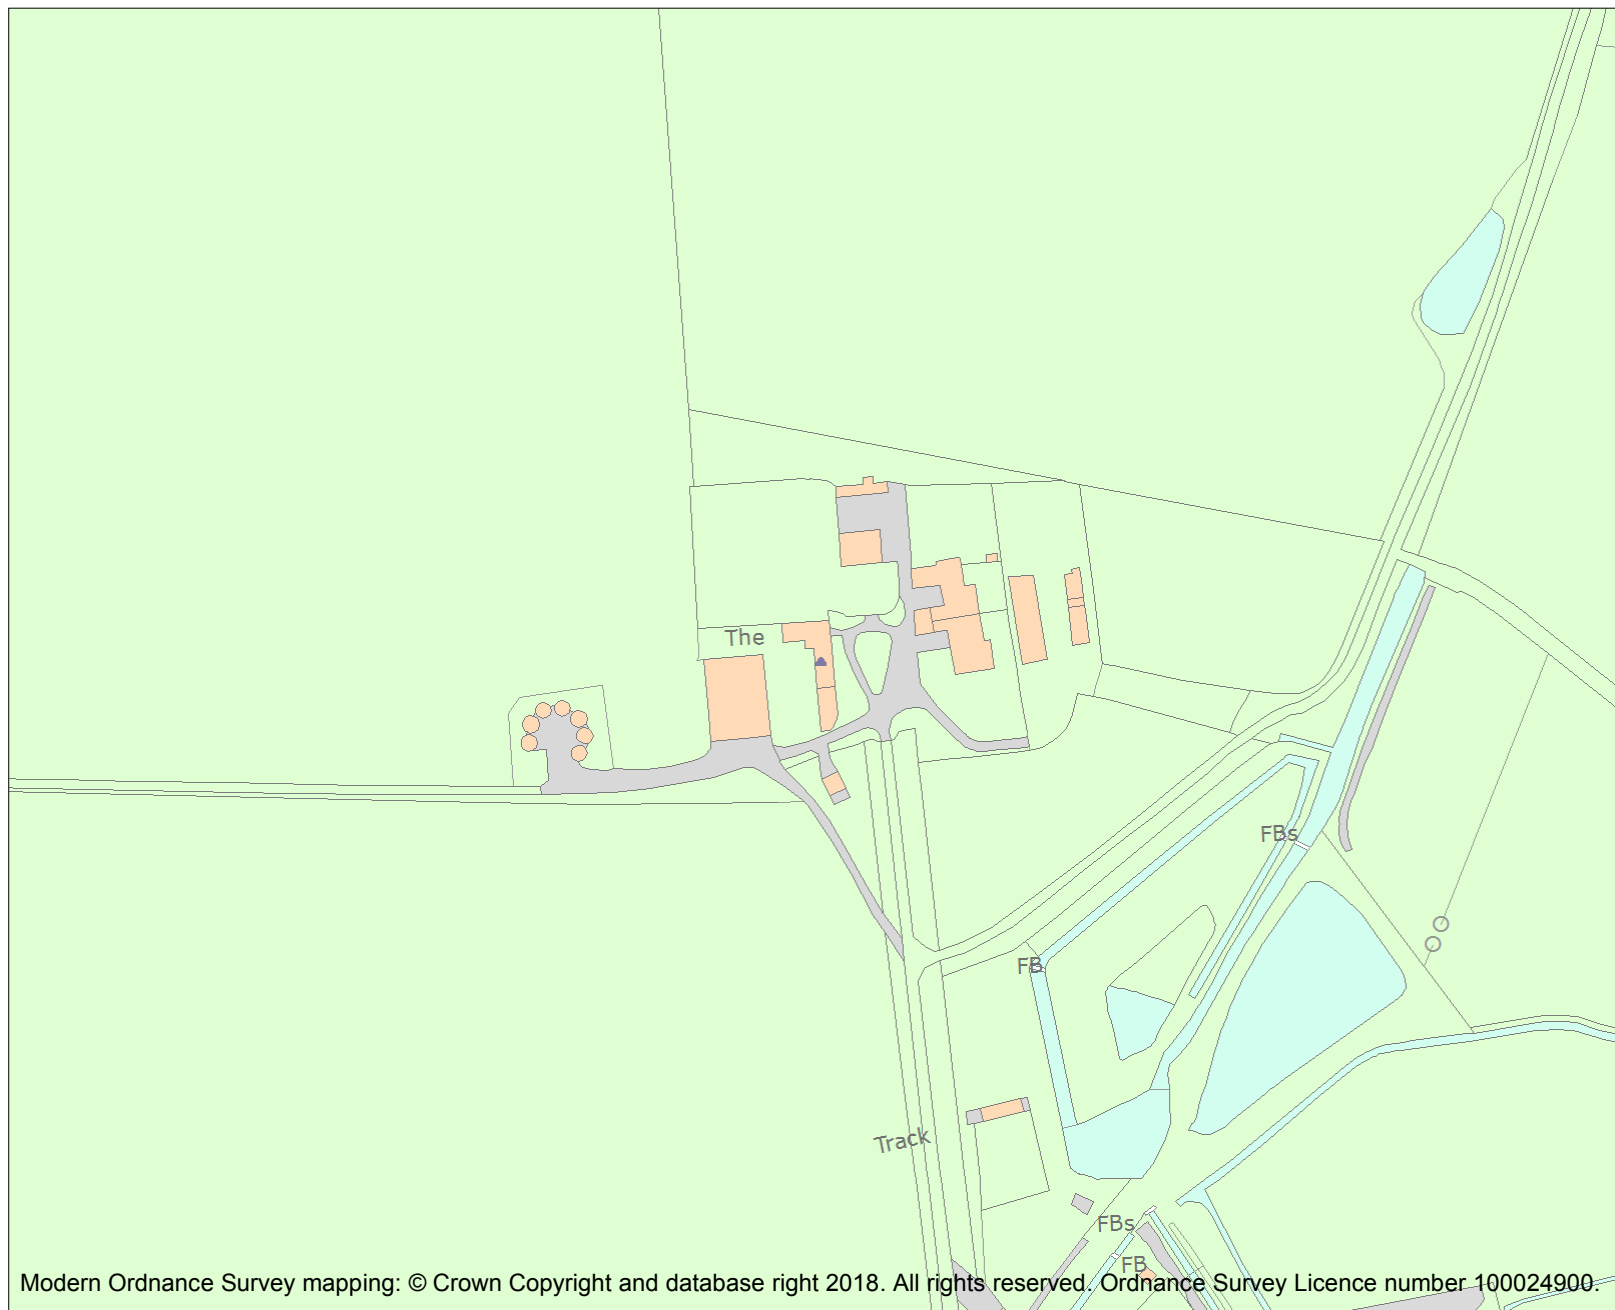 The
FBs
FB
Track
FBs
FB
Modern Ordnance Survey mapping: © Crown Copyright and database right 2018. All rights reserved. Ordnance Survey Licence number 100024900.